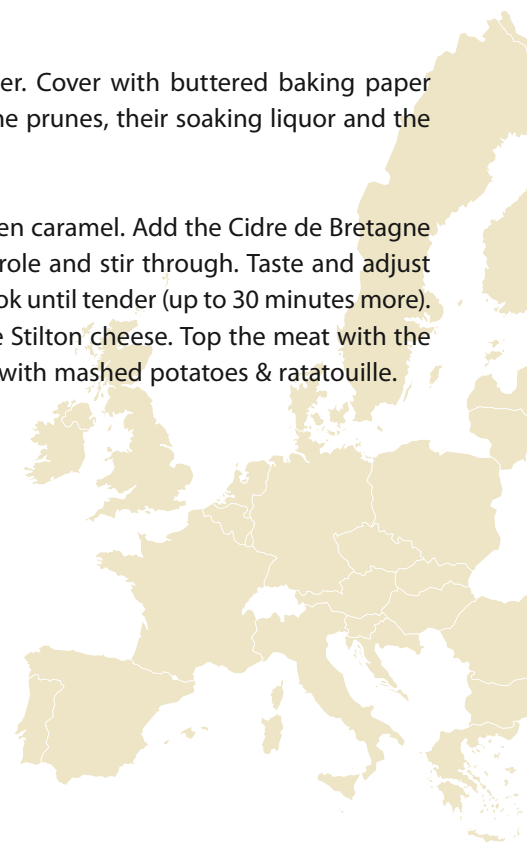 er. Cover with buttered baking paper
ne prunes, their soaking liquor and the
en caramel. Add the Cidre de Bretagne
role and stir through. Taste and adjust
ok until tender (up to 30 minutes more).
e Stilton cheese. Top the meat with the
with mashed potatoes & ratatouille.